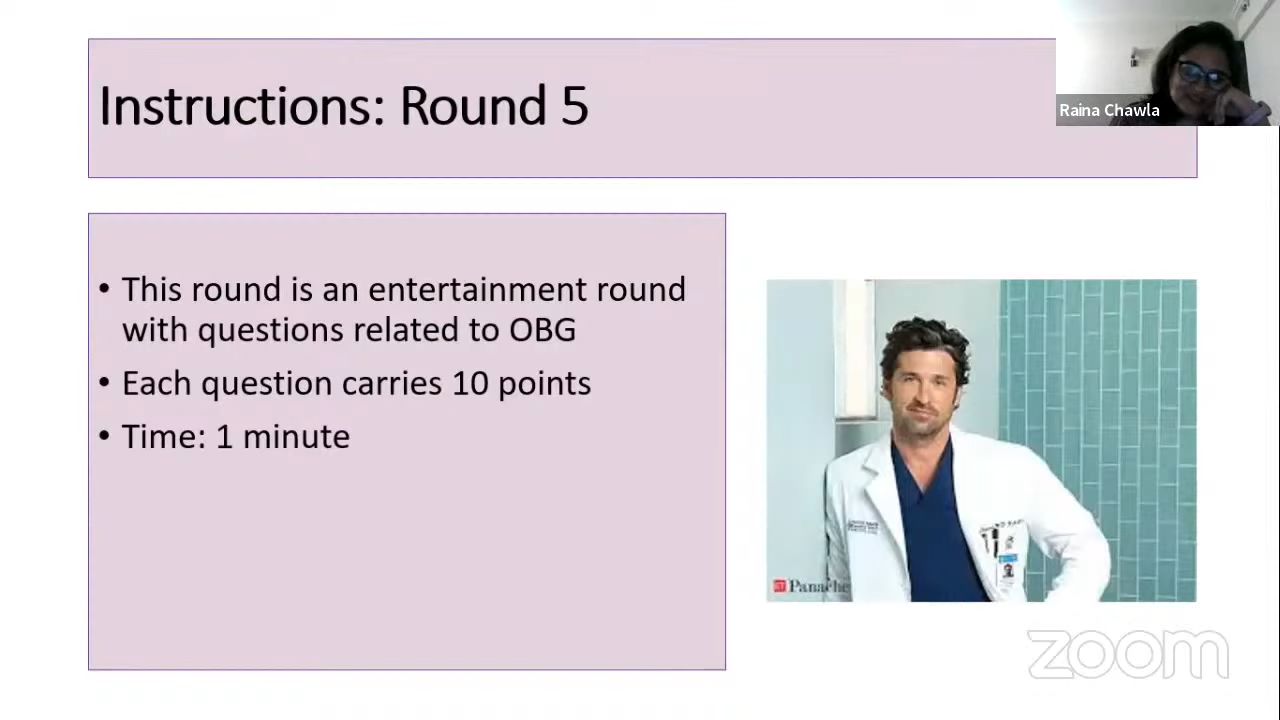 Instructions: Round 5
Raina Chawla
• This round is an entertainment round
with questions related to OBG
• Each question carries 10 points
• Time: 1 minute
ET Panache
zoom